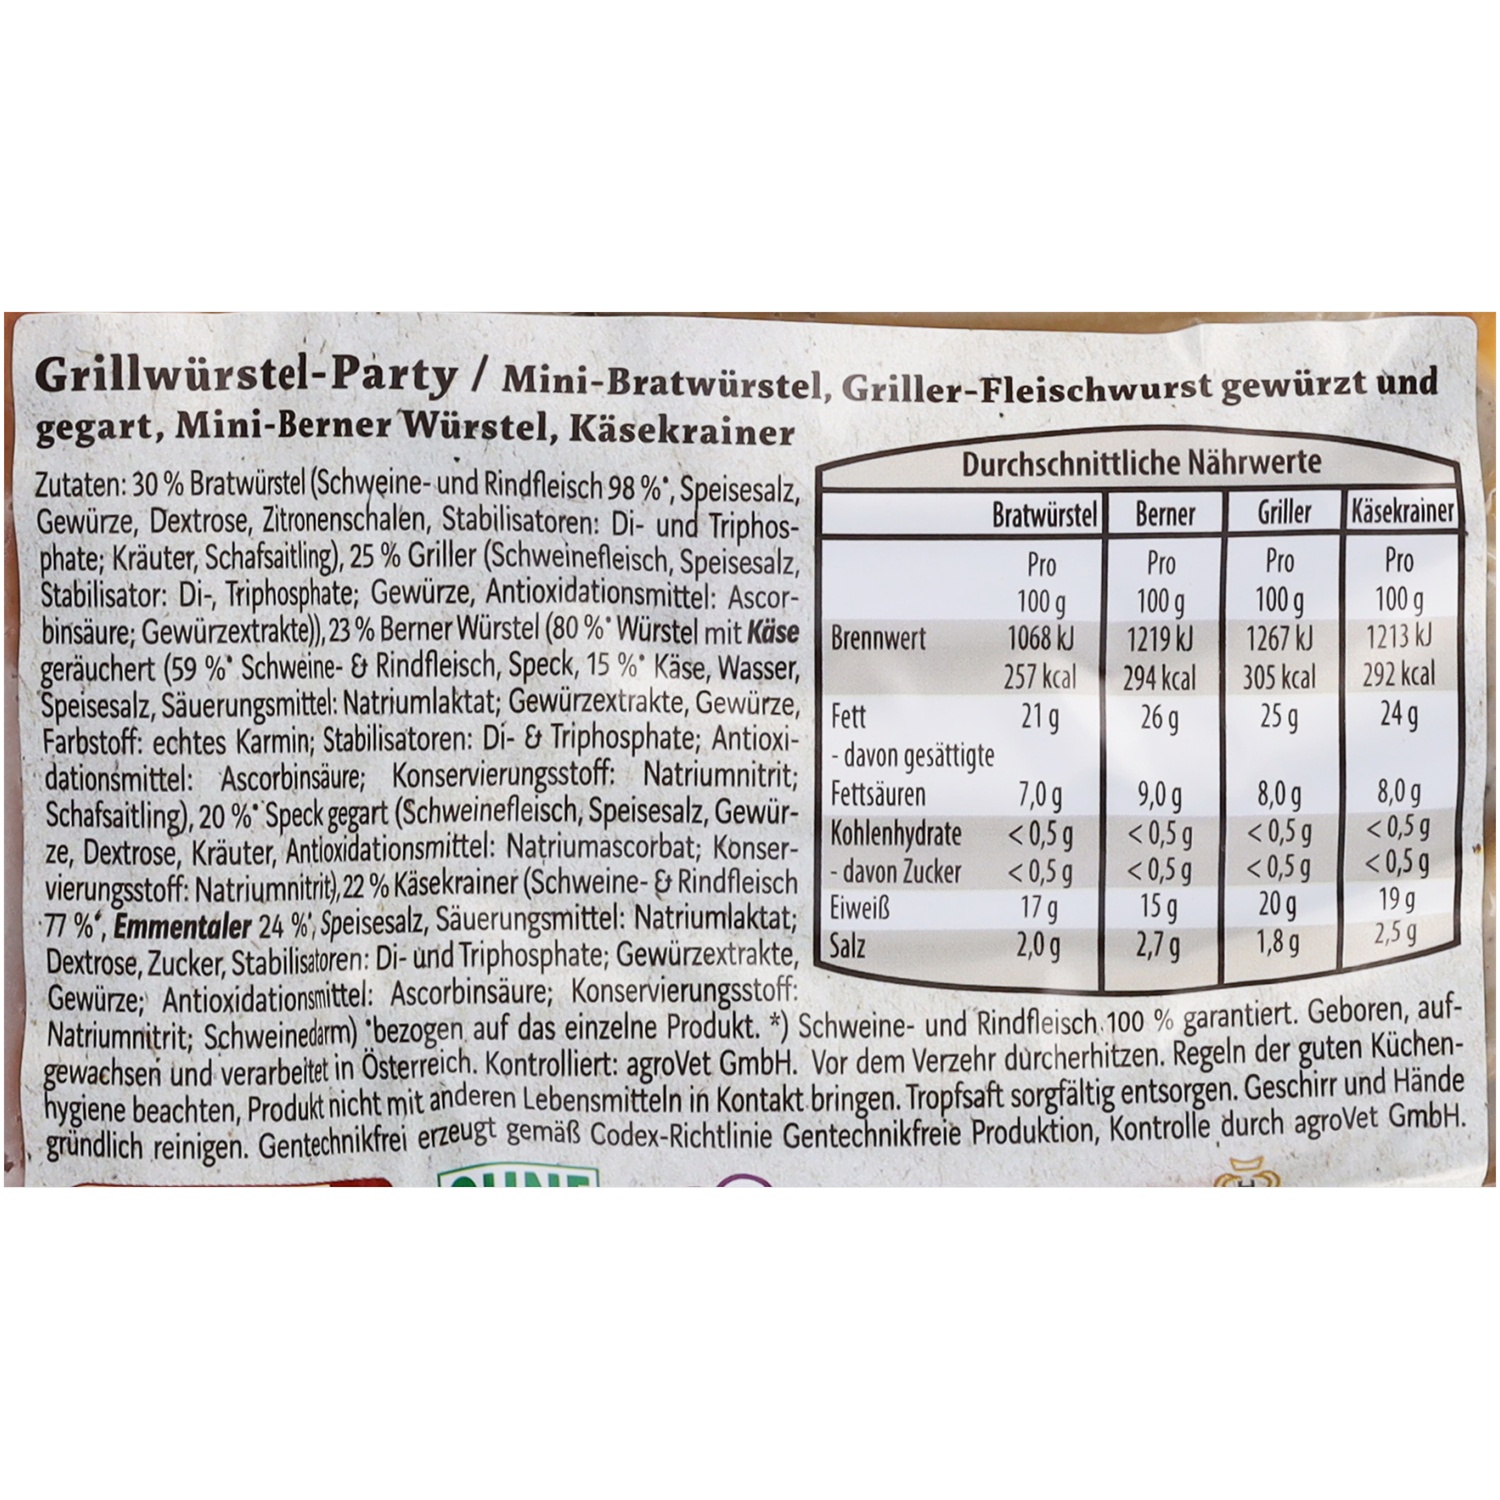 Grillwürstel-Party / Mini-Bratwürstel, Griller-Fleischwurst gewürzt und
gegart, Mini-Berner Würstel, Käsekrainer
Zutaten: 30 % Bratwürstel (Schweine- und Rindfleisch 98 %*, Speisesalz,
Gewürze, Dextrose, Zitronenschalen, Stabilisatoren: Di- und Triphos-
phate; Kräuter, Schafsaitling), 25 % Griller (Schweinefleisch, Speisesalz,
Stabilisator: Di-, Triphosphate; Gewürze, Antioxidationsmittel: Ascor-
binsäure; Gewürzextrakte)), 23 % Berner Würstel (80 %* Würstel mit Käse
geräuchert (59 %* Schweine- & Rindfleisch, Speck, 15 %* Käse, Wasser,
Speisesalz, Säuerungsmittel: Natriumlaktat; Gewürzextrakte, Gewürze,
Farbstoff: echtes Karmin; Stabilisatoren: Di- & Triphosphate; Antioxi-
dationsmittel: Ascorbinsäure; Konservierungsstoff: Natriumnitrit;
Schafsaitling), 20 %* Speck gegart (Schweinefleisch, Speisesalz, Gewür-
ze, Dextrose, Kräuter, Antioxidationsmittel: Natriumascorbat; Konser-
vierungsstoff: Natriumnitrit), 22 % Käsekrainer (Schweine- & Rindfleisch
77 %*, Emmentaler 24 %*, Speisesalz, Säuerungsmittel: Natriumlaktat;
Dextrose, Zucker, Stabilisatoren: Di- und Triphosphate; Gewürzextrakte,
Gewürze; Antioxidationsmittel: Ascorbinsäure; Konservierungsstoff:
Natriumnitrit; Schweinedarm) *bezogen auf das einzelne Produkt. *) Schweine- und Rindfleisch 100 % garantiert. Geboren, auf-
gewachsen und verarbeitet in Österreich. Kontrolliert: agroVet GmbH. Vor dem Verzehr durcherhitzen. Regeln der guten Küchen-
hygiene beachten, Produkt nicht mit anderen Lebensmitteln in Kontakt bringen. Tropfsaft sorgfältig entsorgen. Geschirr und Hände
gründlich reinigen. Gentechnikfrei erzeugt gemäß Codex-Richtlinie Gentechnikfreie Produktion, Kontrolle durch agroVet GmbH.
Durchschnittliche Nährwerte
Bratwürstel Berner Griller Käsekrainer
Pro Pro Pro Pro
100 g 100 g 100 g 100 g
Brennwert 1068 kJ 1219 kJ 1267 kJ 1213 kJ
257 kcal 294 kcal 305 kcal 292 kcal
Fett 21 g 26 g 25 g 24 g
- davon gesättigte
Fettsäuren 7,0 g 9,0 g 8,0 g 8,0 g
Kohlenhydrate < 0,5 g < 0,5 g < 0,5 g < 0,5 g
- davon Zucker < 0,5 g < 0,5 g < 0,5 g < 0,5 g
Eiweiß 17 g 15 g 20 g 19 g
Salz 2,0 g 2,7 g 1,8 g 2,5 g
OHNE